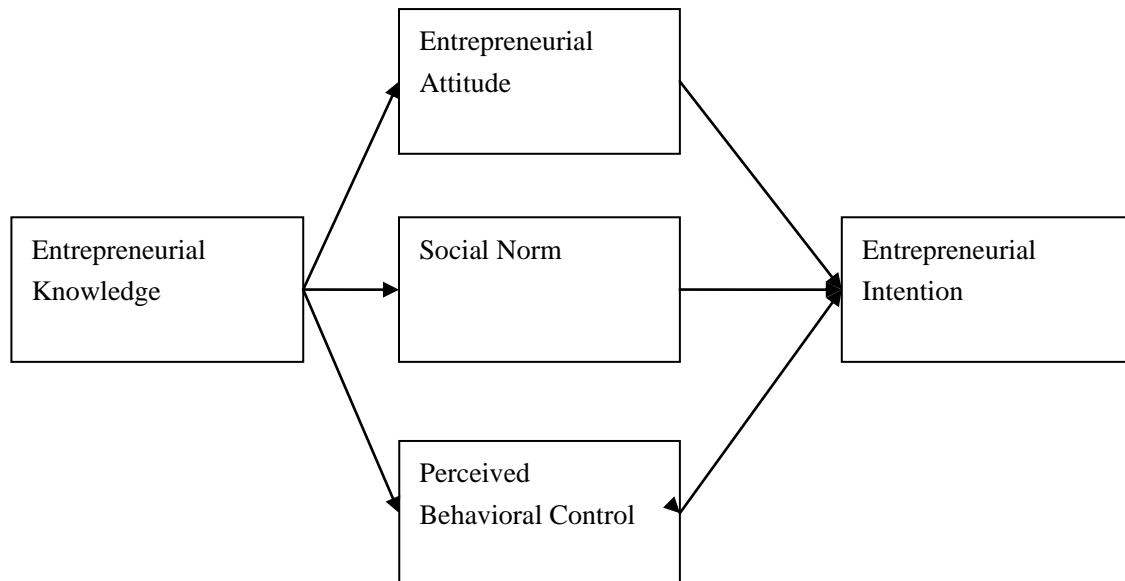 Entrepreneurial
Attitude
Entrepreneurial
Knowledge
Social Norm
Entrepreneurial
Intention
Perceived
Behavioral Control